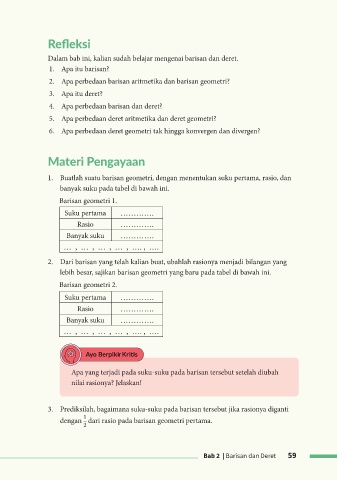 Refleksi
Dalam bab ini, kalian sudah belajar mengenai barisan dan deret.
1. Apa itu barisan?
2. Apa perbedaan barisan aritmetika dan barisan geometri?
3. Apa itu deret?
4. Apa perbedaan barisan dan deret?
5. Apa perbedaan deret aritmatika dan deret geometri?
6. Apa perbedaan deret geometri tak hingga konvergen dan divergen?
Materi Pengayaan
1. Buatlah suatu barisan geometri, dengan menentukan suku pertama, rasio, dan
banyak suku pada tabel di bawah ini.
Barisan geometri 1.
Suku pertama .............
Rasio .............
Banyak suku .............
... , ... , ... , ... , ...., ....
2. Dari barisan yang telah kalian buat, ubahlah rasionya menjadi bilangan yang
lebih besar, sajikan barisan geometri yang baru pada tabel di bawah ini.
Barisan geometri 2.
Suku pertama .............
Rasio .............
Banyak suku .............
... , ... , ... , ... , ...., ....
Ayo Berpikir Kritis
Apa yang terjadi pada suku-suku pada barisan tersebut setelah diubah
nilai rasionya? Jelaskan!
3. Prediksilah, bagaimana suku-suku pada barisan tersebut jika rasionya diganti
dengan 1/2 dari rasio pada barisan geometri pertama.
Bab 2 | Barisan dan Deret 59